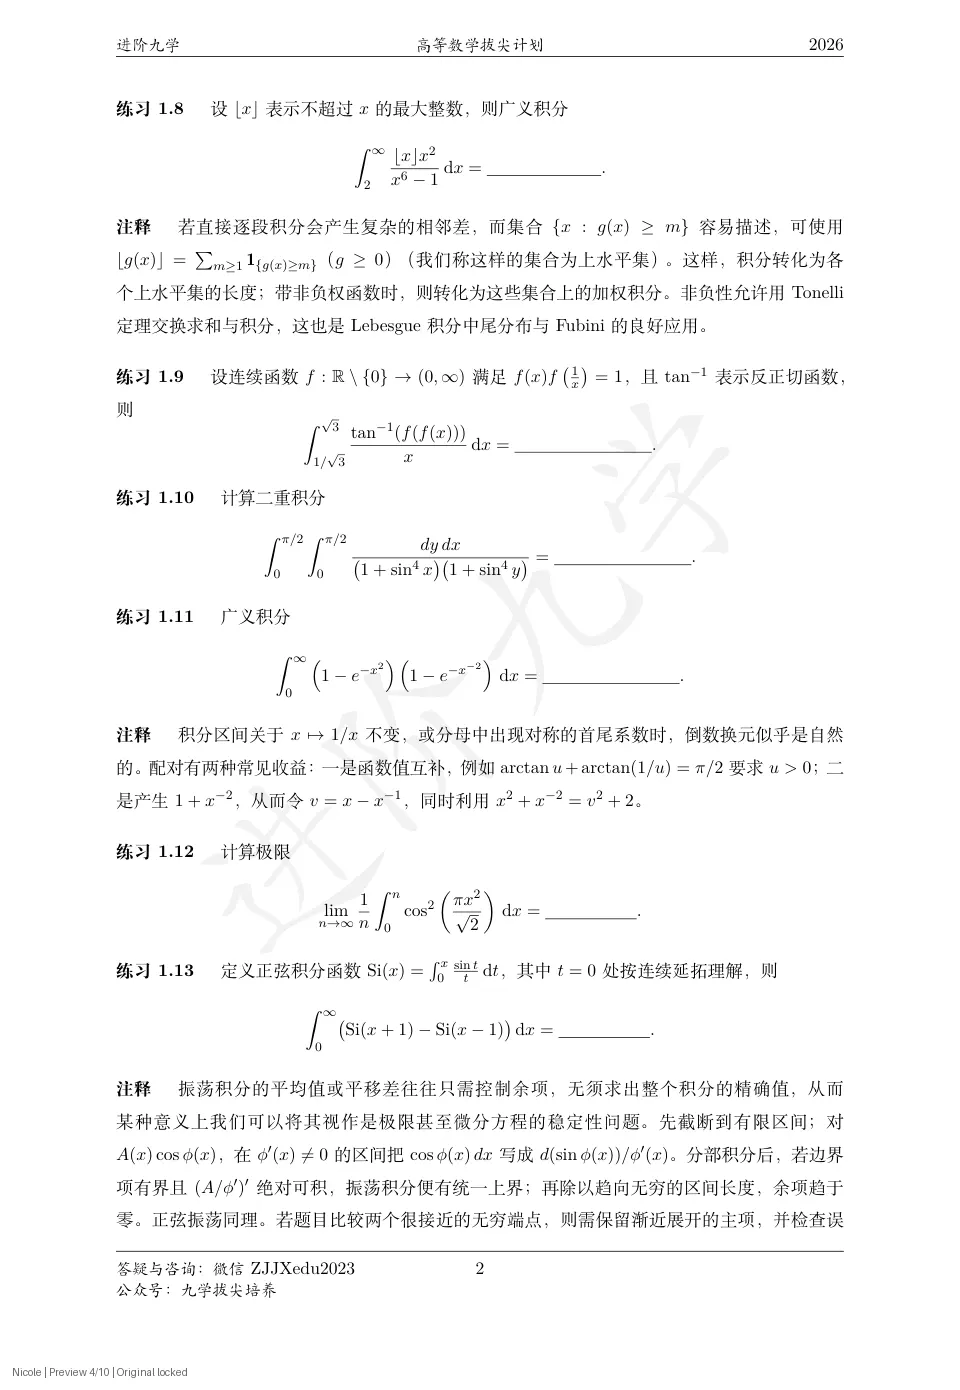 进阶九学 高等数学拔尖计划 2026
练习 1.8 设 ⌊x⌋ 表示不超过 x 的最大整数，则广义积分
∫_2^∞ ⌊x⌋x²/(x⁶ − 1) dx = ____________.
注释 若直接逐段积分会产生复杂的相邻差，而集合 {x : g(x) ≥ m} 容易描述，可使用
⌊g(x)⌋ = ∑_{m≥1} 1_{{g(x)≥m}}（g ≥ 0）（我们称这样的集合为上水平集）。这样，积分转化为各
个上水平集的长度；带非负权函数时，则转化为这些集合上的加权积分。非负性允许用 Tonelli
定理交换求和与积分，这也是 Lebesgue 积分中尾分布与 Fubini 的良好应用。
练习 1.9 设连续函数 f : ℝ \ {0} → (0, ∞) 满足 f(x)f(1/x) = 1，且 tan⁻¹ 表示反正切函数，
则
∫_{1/√3}^{√3} tan⁻¹(f(f(x)))/x dx = ______________.
练习 1.10 计算二重积分
∫_0^{π/2} ∫_0^{π/2} dy dx/((1 + sin⁴ x)(1 + sin⁴ y)) = ______________.
练习 1.11 广义积分
∫_0^∞ (1 − e^{−x²})(1 − e^{−x⁻²}) dx = ______________.
注释 积分区间关于 x ↦ 1/x 不变，或分母中出现对称的首尾系数时，倒数换元似乎是自然
的。配对有两种常见收益：一是函数值互补，例如 arctan u + arctan(1/u) = π/2 要求 u > 0；二
是产生 1 + x⁻²，从而令 v = x − x⁻¹，同时利用 x² + x⁻² = v² + 2。
练习 1.12 计算极限
lim_{n→∞} 1/n ∫_0^n cos² (πx²/√2) dx = __________.
练习 1.13 定义正弦积分函数 Si(x) = ∫_0^x sin t/t dt，其中 t = 0 处按连续延拓理解，则
∫_0^∞ (Si(x + 1) − Si(x − 1)) dx = __________.
注释 振荡积分的平均值或平移差往往只需控制余项，无须求出整个积分的精确值，从而
某种意义上我们可以将其视作是极限甚至微分方程的稳定性问题。先截断到有限区间；对
A(x) cos ϕ(x)，在 ϕ′(x) ≠ 0 的区间把 cos ϕ(x) dx 写成 d(sin ϕ(x))/ϕ′(x)。分部积分后，若边界
项有界且 (A/ϕ′)′ 绝对可积，振荡积分便有统一上界；再除以趋向无穷的区间长度，余项趋于
零。正弦振荡同理。若题目比较两个很接近的无穷端点，则需保留渐近展开的主项，并检查误
答疑与咨询：微信 ZJJXedu2023 2
公众号：九学拔尖培养
进阶九学
Nicole | Preview 4/10 | Original locked